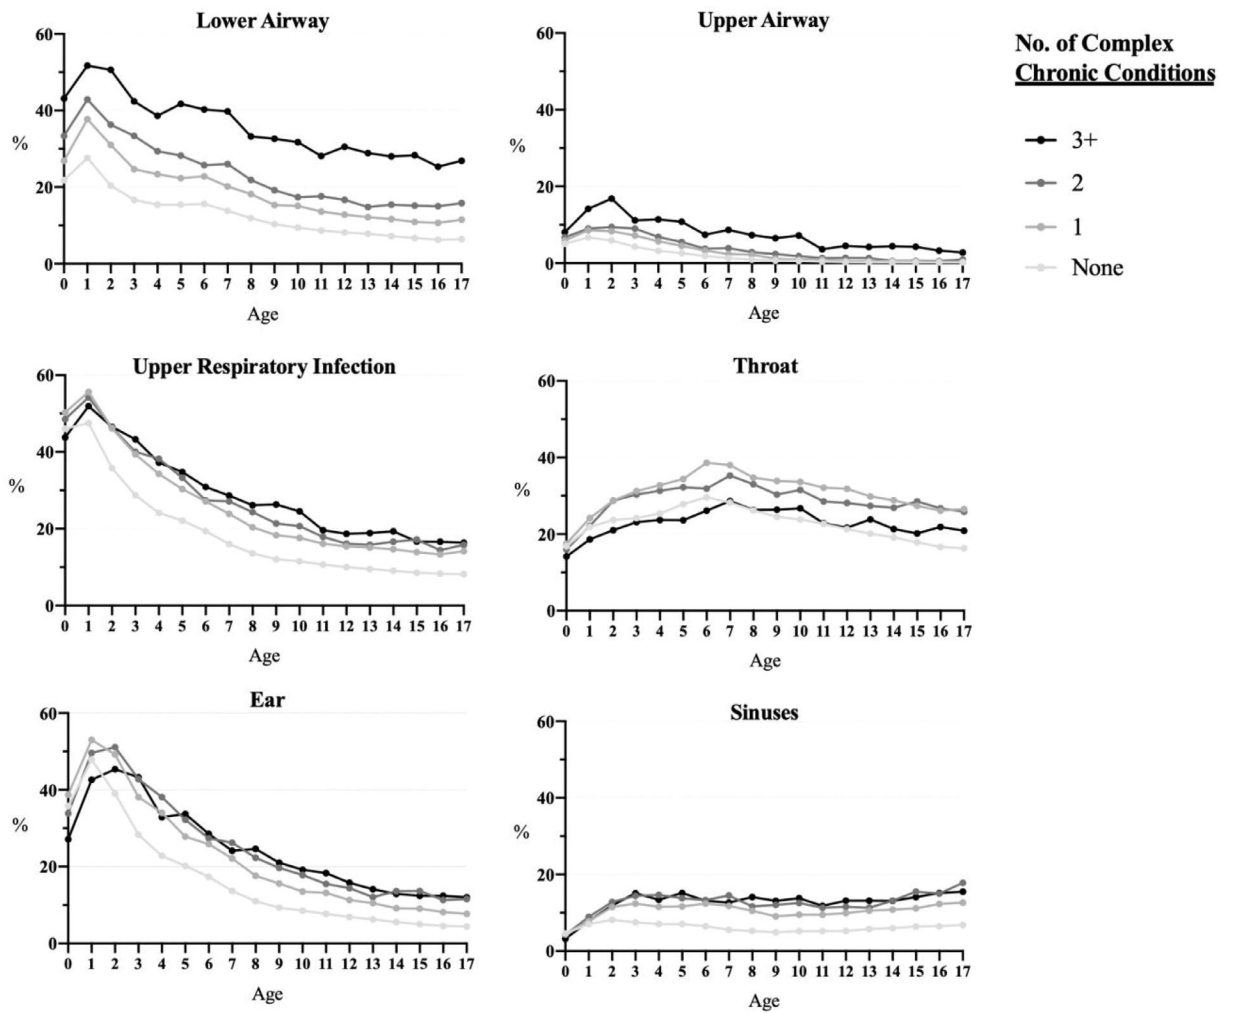 Lower Airway
60
40
%
20
0
0 1 2 3 4 5 6 7 8 9 10 11 12 13 14 15 16 17
Age
Upper Airway
60
40
%
20
0
0 1 2 3 4 5 6 7 8 9 10 11 12 13 14 15 16 17
Age
No. of Complex
Chronic Conditions
3+
2
1
None
Upper Respiratory Infection
60
40
%
20
0
0 1 2 3 4 5 6 7 8 9 10 11 12 13 14 15 16 17
Age
Throat
60
40
%
20
0
0 1 2 3 4 5 6 7 8 9 10 11 12 13 14 15 16 17
Age
Ear
60
40
%
20
0
0 1 2 3 4 5 6 7 8 9 10 11 12 13 14 15 16 17
Age
Sinuses
60
40
%
20
0
0 1 2 3 4 5 6 7 8 9 10 11 12 13 14 15 16 17
Age